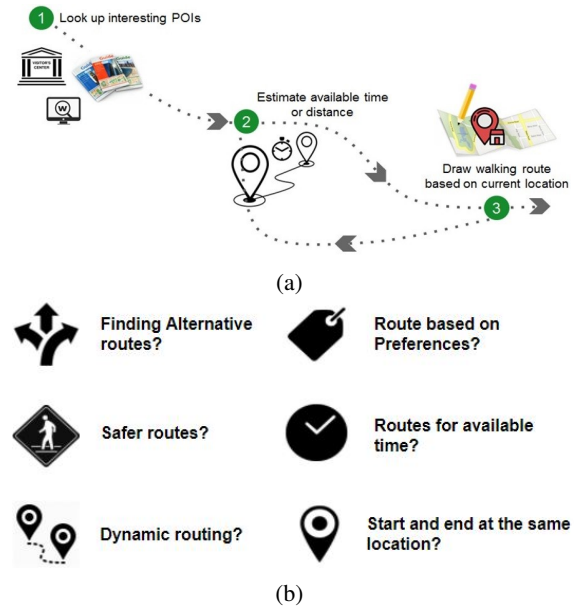 1 Look up interesting POIs
VISITOR'S
CENTER
Guide
W
Estimate available time
or distance
2
Draw walking route
based on current location
3
(a)
Finding Alternative
routes?
Route based on
Preferences?
Safer routes?
Routes for available
time?
Dynamic routing?
Start and end at the same
location?
(b)